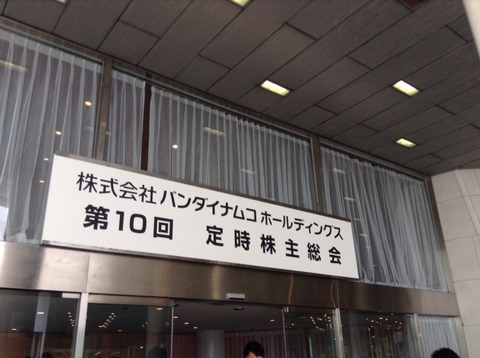 株式会社 バンダイナムコ ホールディングス
第10回 定時株主総会